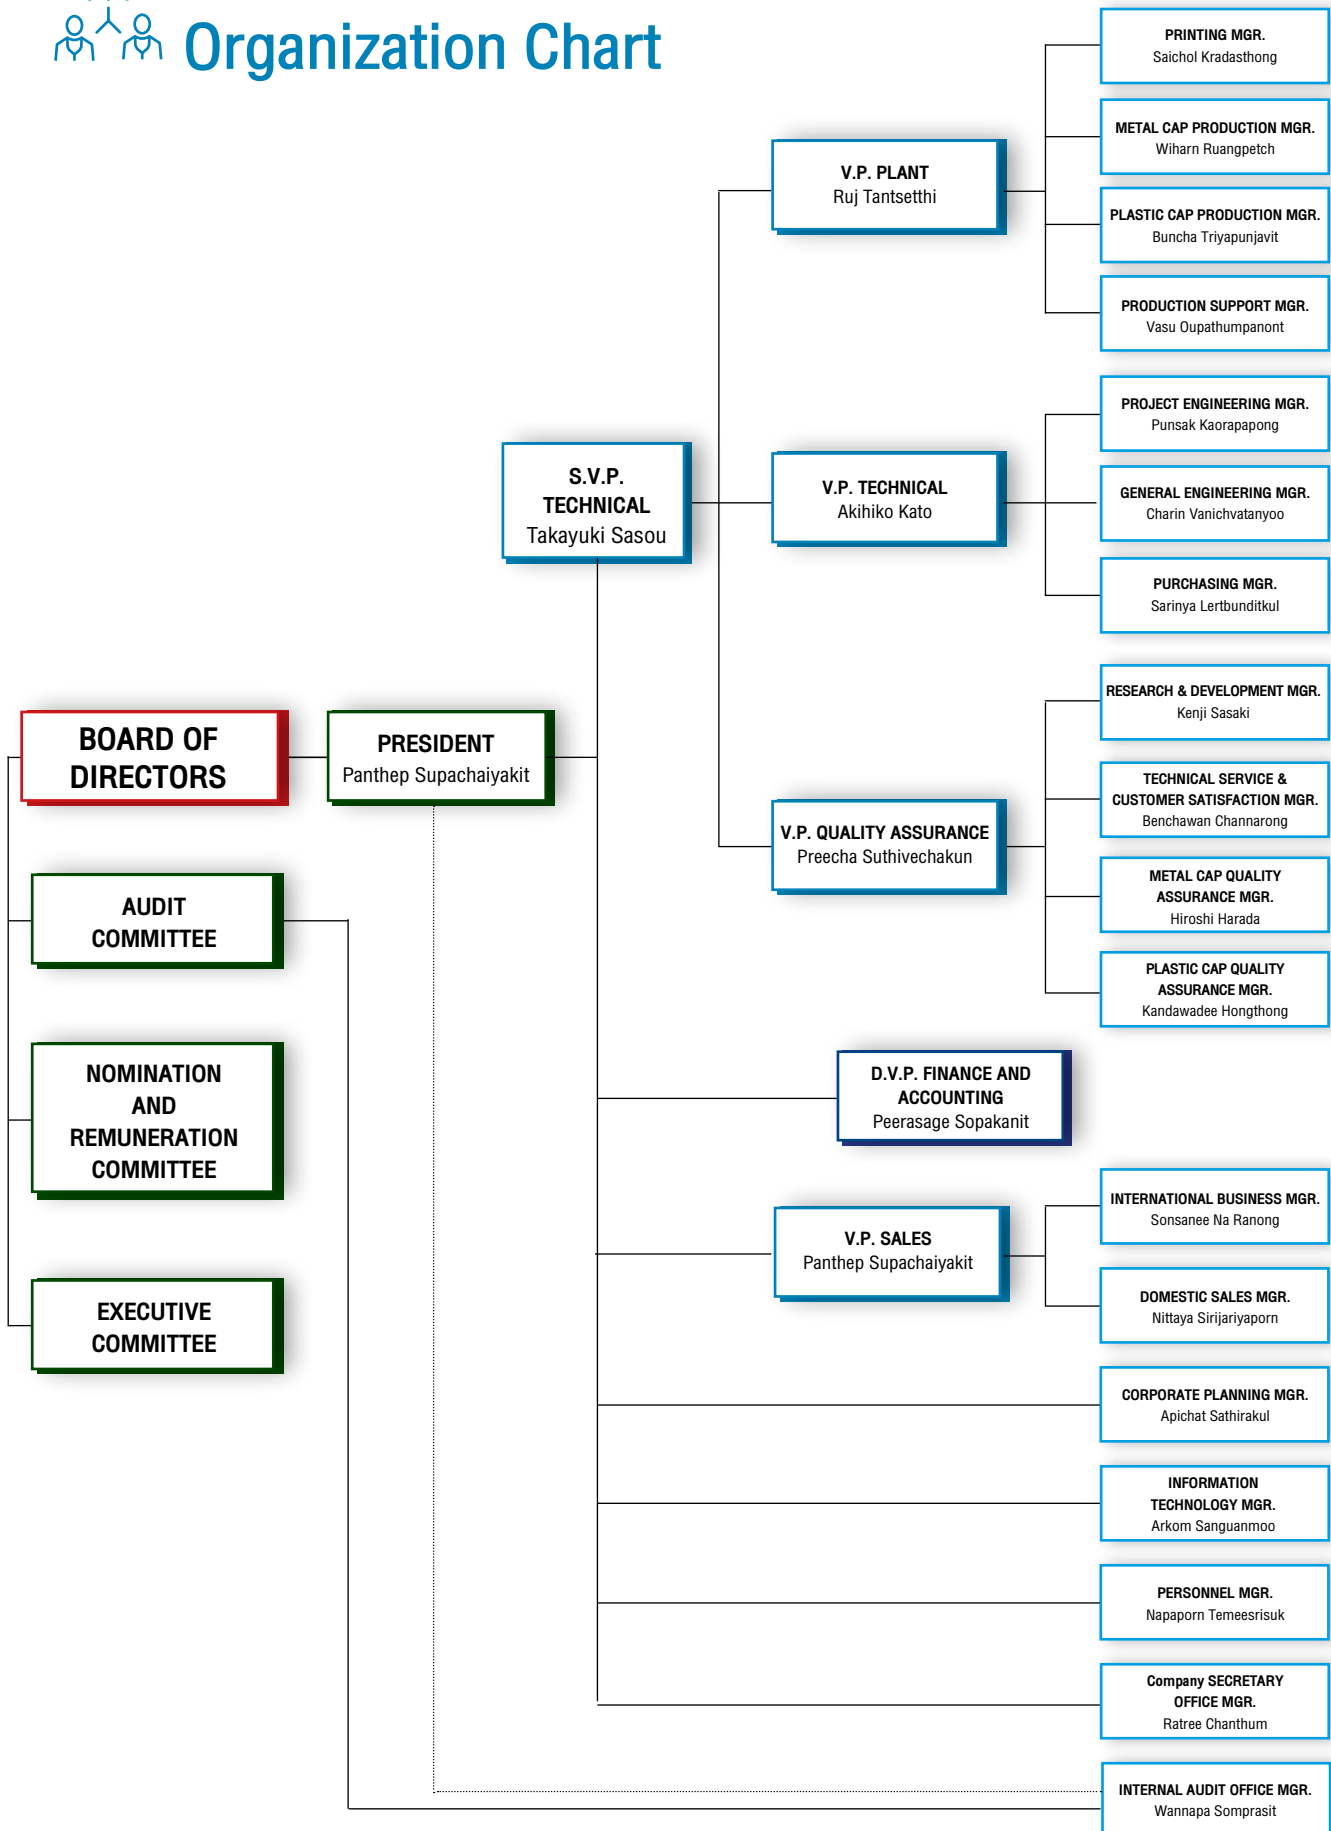 Organization Chart
PRINTING MGR.
Saichol Kradasthong
METAL CAP PRODUCTION MGR.
Wiharn Ruangpetch
V.P. PLANT
Ruj Tantsetthi
PLASTIC CAP PRODUCTION MGR.
Buncha Triyapunjavit
PRODUCTION SUPPORT MGR.
Vasu Oupathumpanont
PROJECT ENGINEERING MGR.
Punsak Kaorapapong
S.V.P.
TECHNICAL
Takayuki Sasou
V.P. TECHNICAL
Akihiko Kato
GENERAL ENGINEERING MGR.
Charin Vanichvatanyoo
PURCHASING MGR.
Sarinya Lertbunditkul
RESEARCH & DEVELOPMENT MGR.
Kenji Sasaki
BOARD OF
DIRECTORS
PRESIDENT
Panthep Supachaiyakit
TECHNICAL SERVICE &
CUSTOMER SATISFACTION MGR.
Benchawan Channarong
V.P. QUALITY ASSURANCE
Preecha Suthivechakun
METAL CAP QUALITY
ASSURANCE MGR.
Hiroshi Harada
AUDIT
COMMITTEE
PLASTIC CAP QUALITY
ASSURANCE MGR.
Kandawadee Hongthong
NOMINATION
AND
REMUNERATION
COMMITTEE
D.V.P. FINANCE AND
ACCOUNTING
Peerasage Sopakanit
INTERNATIONAL BUSINESS MGR.
Sonsanee Na Ranong
V.P. SALES
Panthep Supachaiyakit
DOMESTIC SALES MGR.
Nittaya Sirijariyaporn
EXECUTIVE
COMMITTEE
CORPORATE PLANNING MGR.
Apichat Sathirakul
INFORMATION
TECHNOLOGY MGR.
Arkom Sanguanmoo
PERSONNEL MGR.
Napaporn Temeesrisuk
Company SECRETARY
OFFICE MGR.
Ratree Chanthum
INTERNAL AUDIT OFFICE MGR.
Wannapa Somprasit